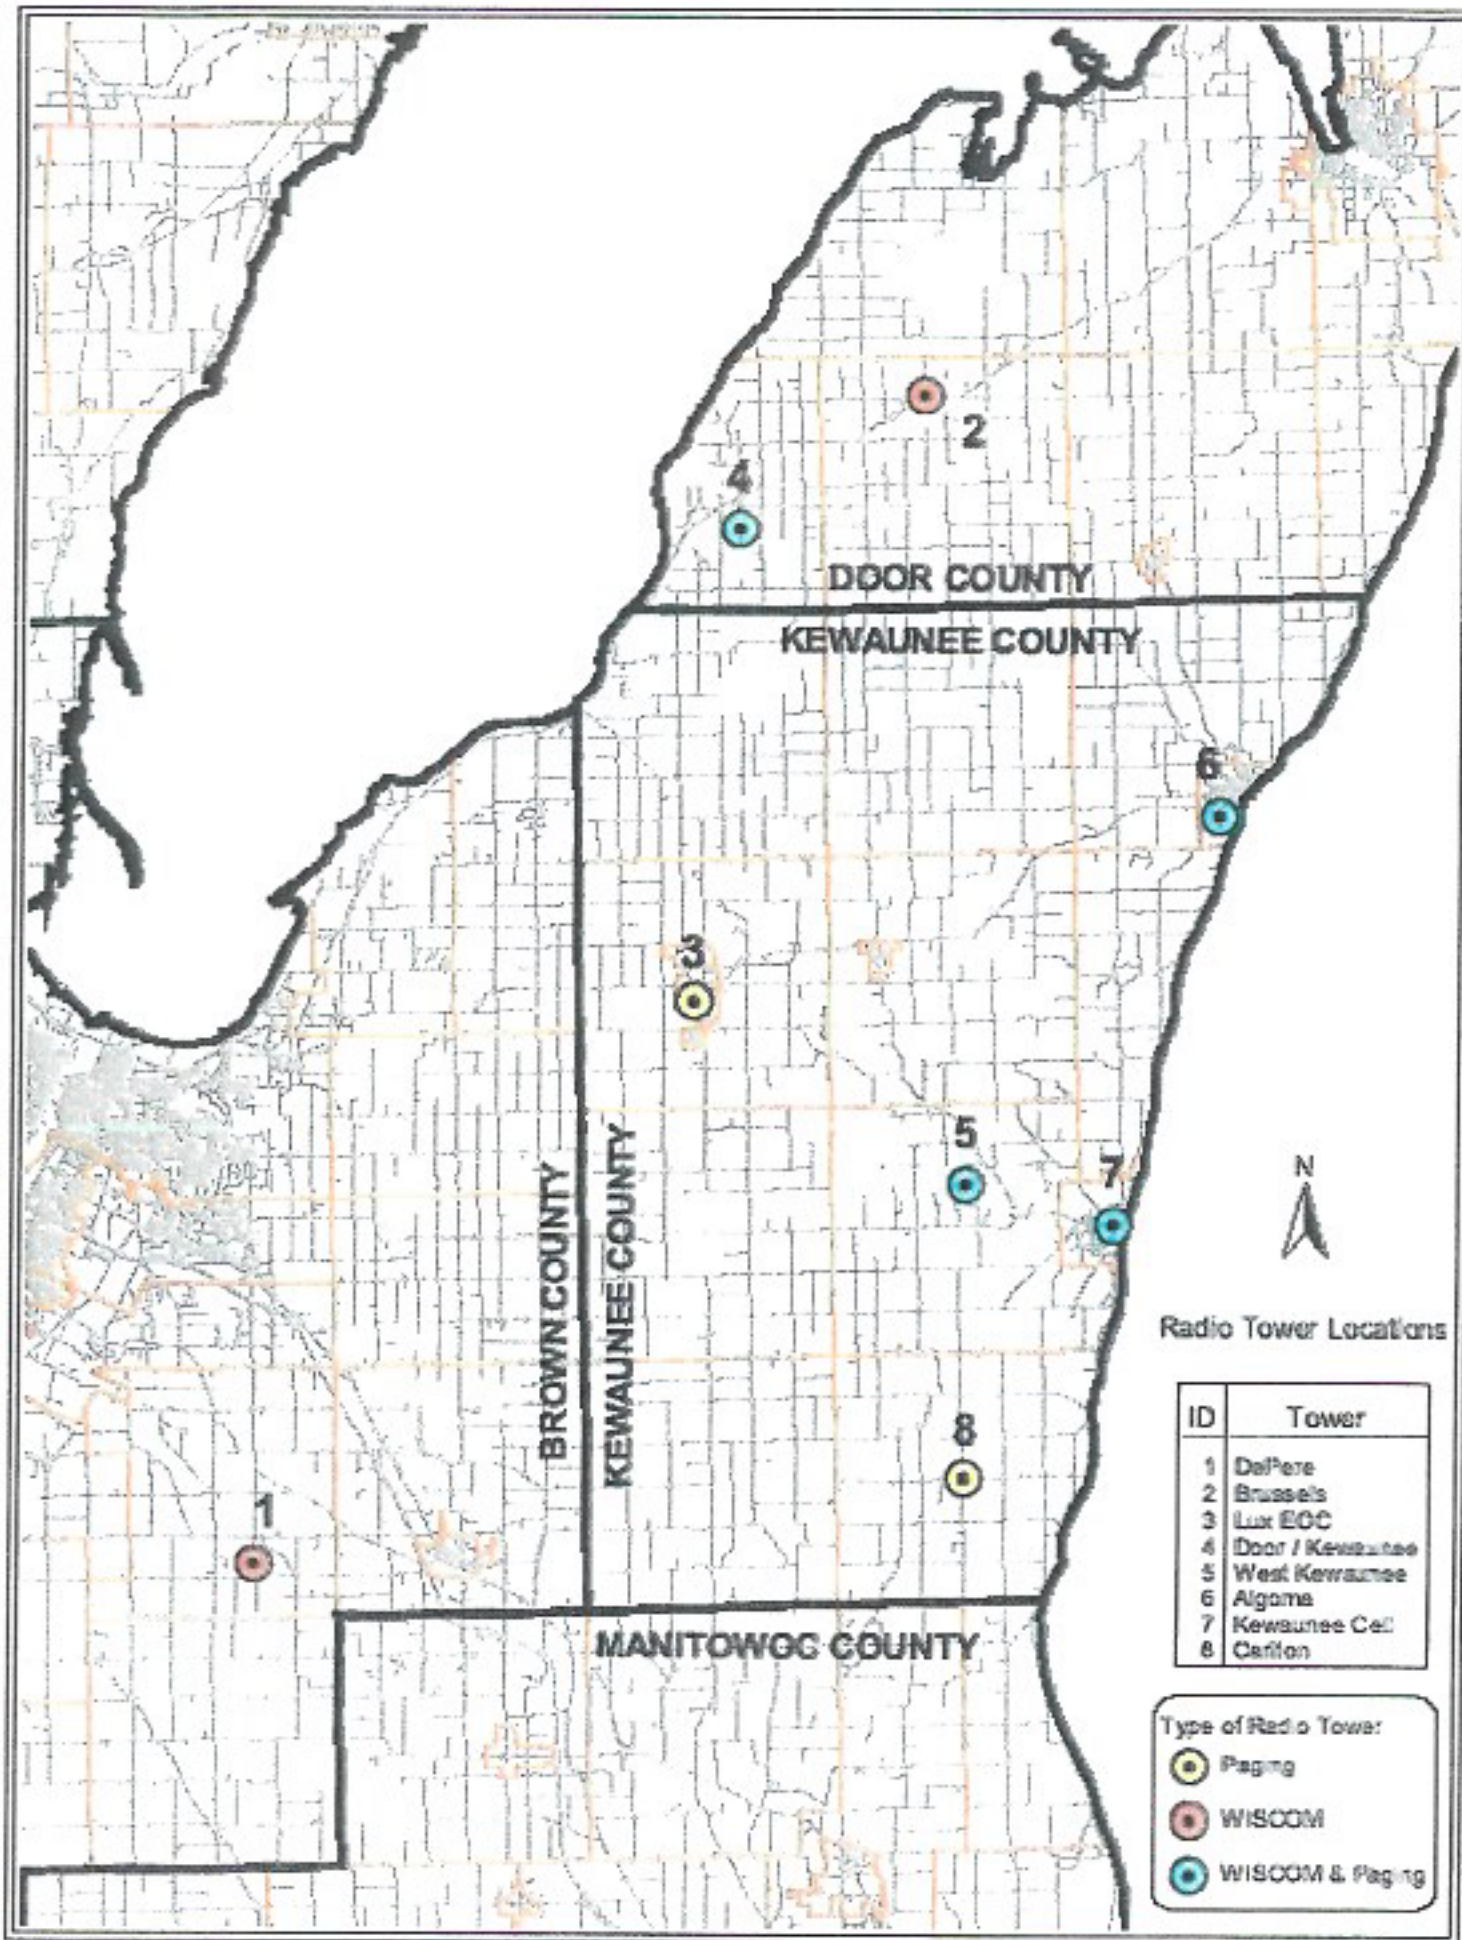 2
4
DOOR COUNTY
KEWAUNEE COUNTY
6
3
5
7
BROWN COUNTY
KEWAUNEE COUNTY
N
Radio Tower Locations
8
1
MANITOWOC COUNTY
ID Tower
1 DePere
2 Brussels
3 Lux EOC
4 Door / Kewaunee
5 West Kewaunee
6 Algoma
7 Kewaunee Cell
8 Carlton
Type of Radio Tower
Paging
WISCOM
WISCOM & Paging